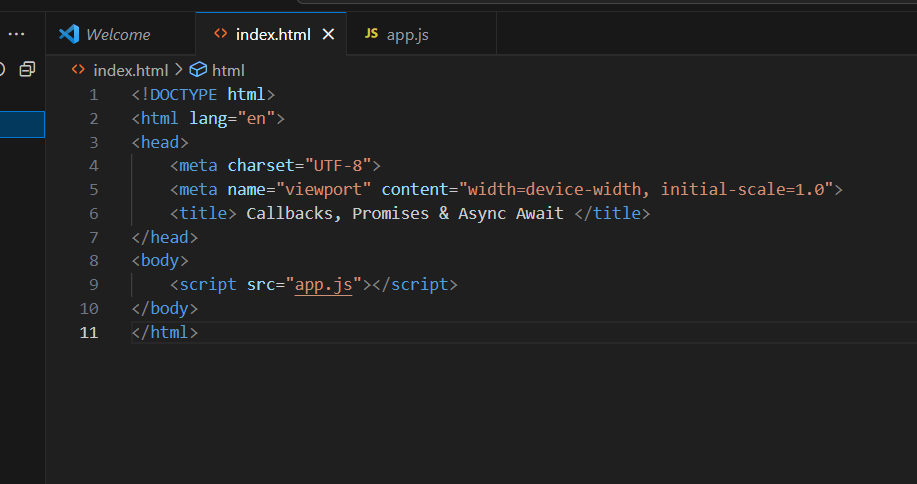 Welcome
index.html
JS app.js
index.html > html
1 <!DOCTYPE html>
2 <html lang="en">
3 <head>
4     <meta charset="UTF-8">
5     <meta name="viewport" content="width=device-width, initial-scale=1.0">
6     <title> Callbacks, Promises & Async Await </title>
7 </head>
8 <body>
9     <script src="app.js"></script>
10 </body>
11 </html>